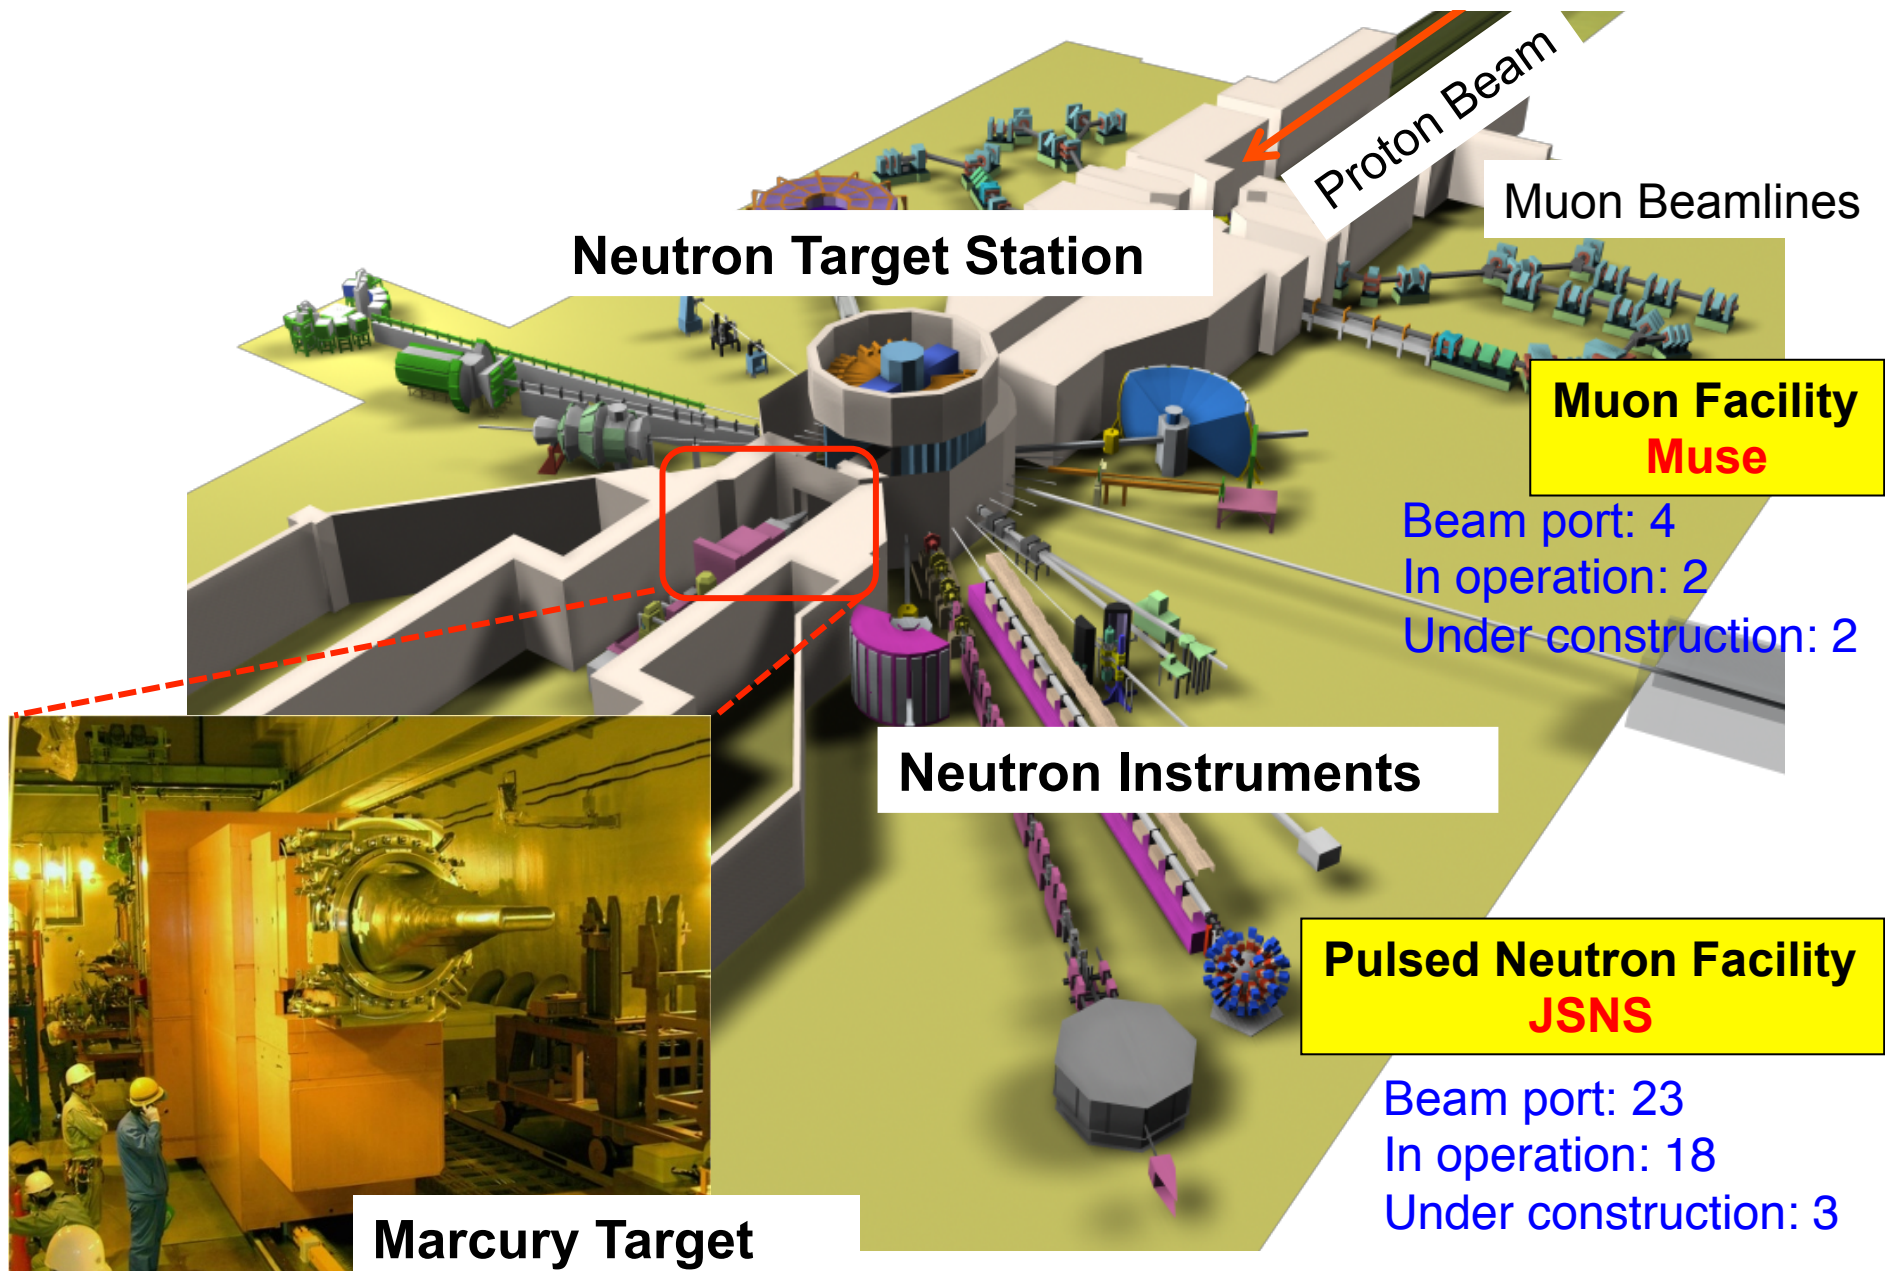 Proton Beam
Muon Beamlines
Neutron Target Station
Muon Facility
Muse
Beam port: 4
In operation: 2
Under construction: 2
Neutron Instruments
Pulsed Neutron Facility
JSNS
Beam port: 23
In operation: 18
Under construction: 3
Marcury Target